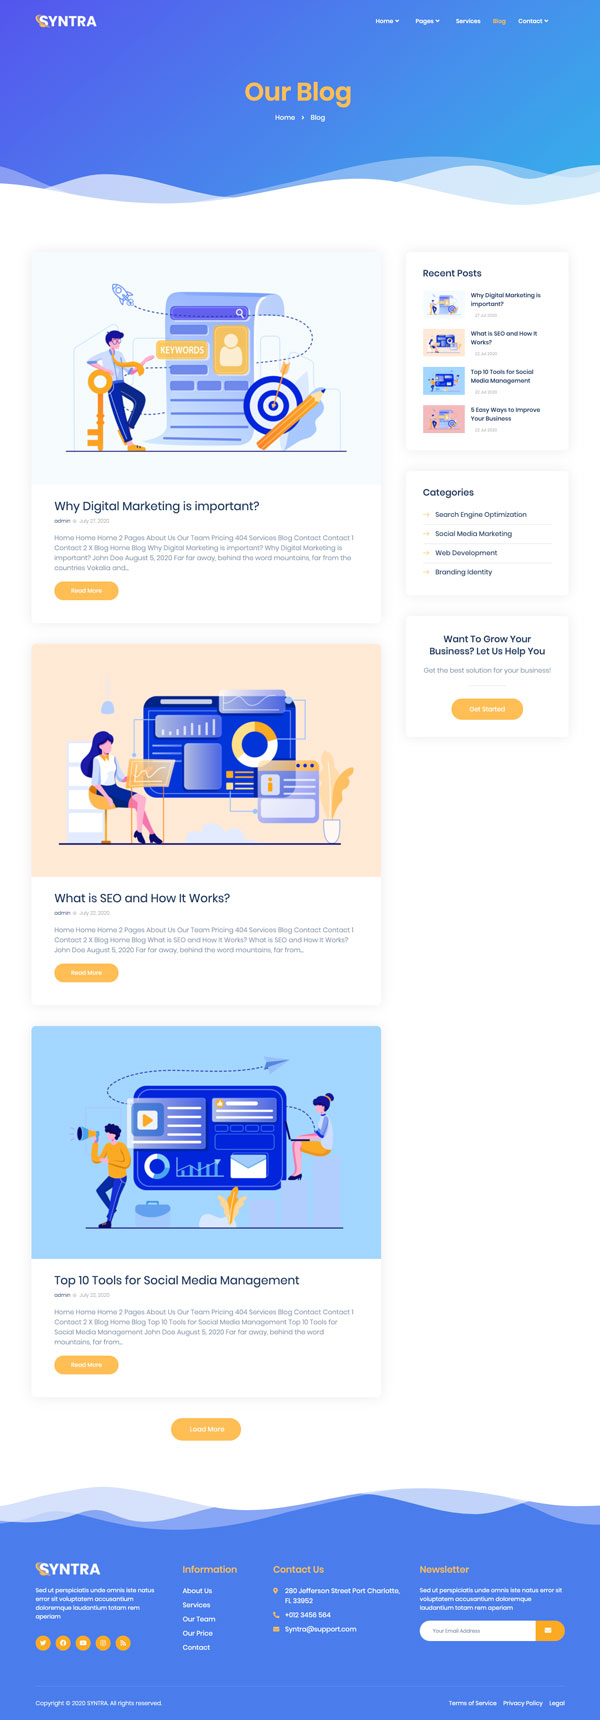 SYNTRA
Home
Pages
Services
Blog
Contact
Our Blog
Home > Blog
KEYWORDS
Why Digital Marketing is important?
admin July 27, 2020
Home Home Home 2 Pages About Us Our Team Pricing 404 Services Blog Contact Contact 1
Contact 2 X Blog Home Blog Why Digital Marketing is important? Why Digital Marketing is
important? John Doe August 5, 2020 Far far away, behind the word mountains, far from the
countries Vokalia and...
Read More
What is SEO and How It Works?
admin July 22, 2020
Home Home Home 2 Pages About Us Our Team Pricing 404 Services Blog Contact Contact 1
Contact 2 X Blog Home Blog What is SEO and How It Works? What is SEO and How It Works?
John Doe August 5, 2020 Far far away, behind the word mountains, far from...
Read More
Top 10 Tools for Social Media Management
admin July 22, 2020
Home Home Home 2 Pages About Us Our Team Pricing 404 Services Blog Contact Contact 1
Contact 2 X Blog Home Blog Top 10 Tools for Social Media Management Top 10 Tools for
Social Media Management John Doe August 5, 2020 Far far away, behind the word
mountains, far from...
Read More
Load More
Recent Posts
Why Digital Marketing is
important?
27 Jul 2020
What is SEO and How It
Works?
22 Jul 2020
Top 10 Tools for Social
Media Management
22 Jul 2020
5 Easy Ways to Improve
Your Business
22 Jul 2020
Categories
Search Engine Optimization
Social Media Marketing
Web Development
Branding Identity
Want To Grow Your
Business? Let Us Help You
Get the best solution for your business!
Get Started
SYNTRA
Sed ut perspiciatis unde omnis iste natus
error sit voluptatem accusantium
doloremque laudantium totam rem
aperiam
Information
About Us
Services
Our Team
Our Price
Contact
Contact Us
280 Jefferson Street Port Charlotte,
FL 33952
+012 3456 564
Syntra@support.com
Newsletter
Sed ut perspiciatis unde omnis iste natus error sit
voluptatem accusantium doloremque
laudantium totam rem aperiam
Your Email Address
Copyright © 2020 SYNTRA. All rights reserved.
Terms of Service Privacy Policy Legal